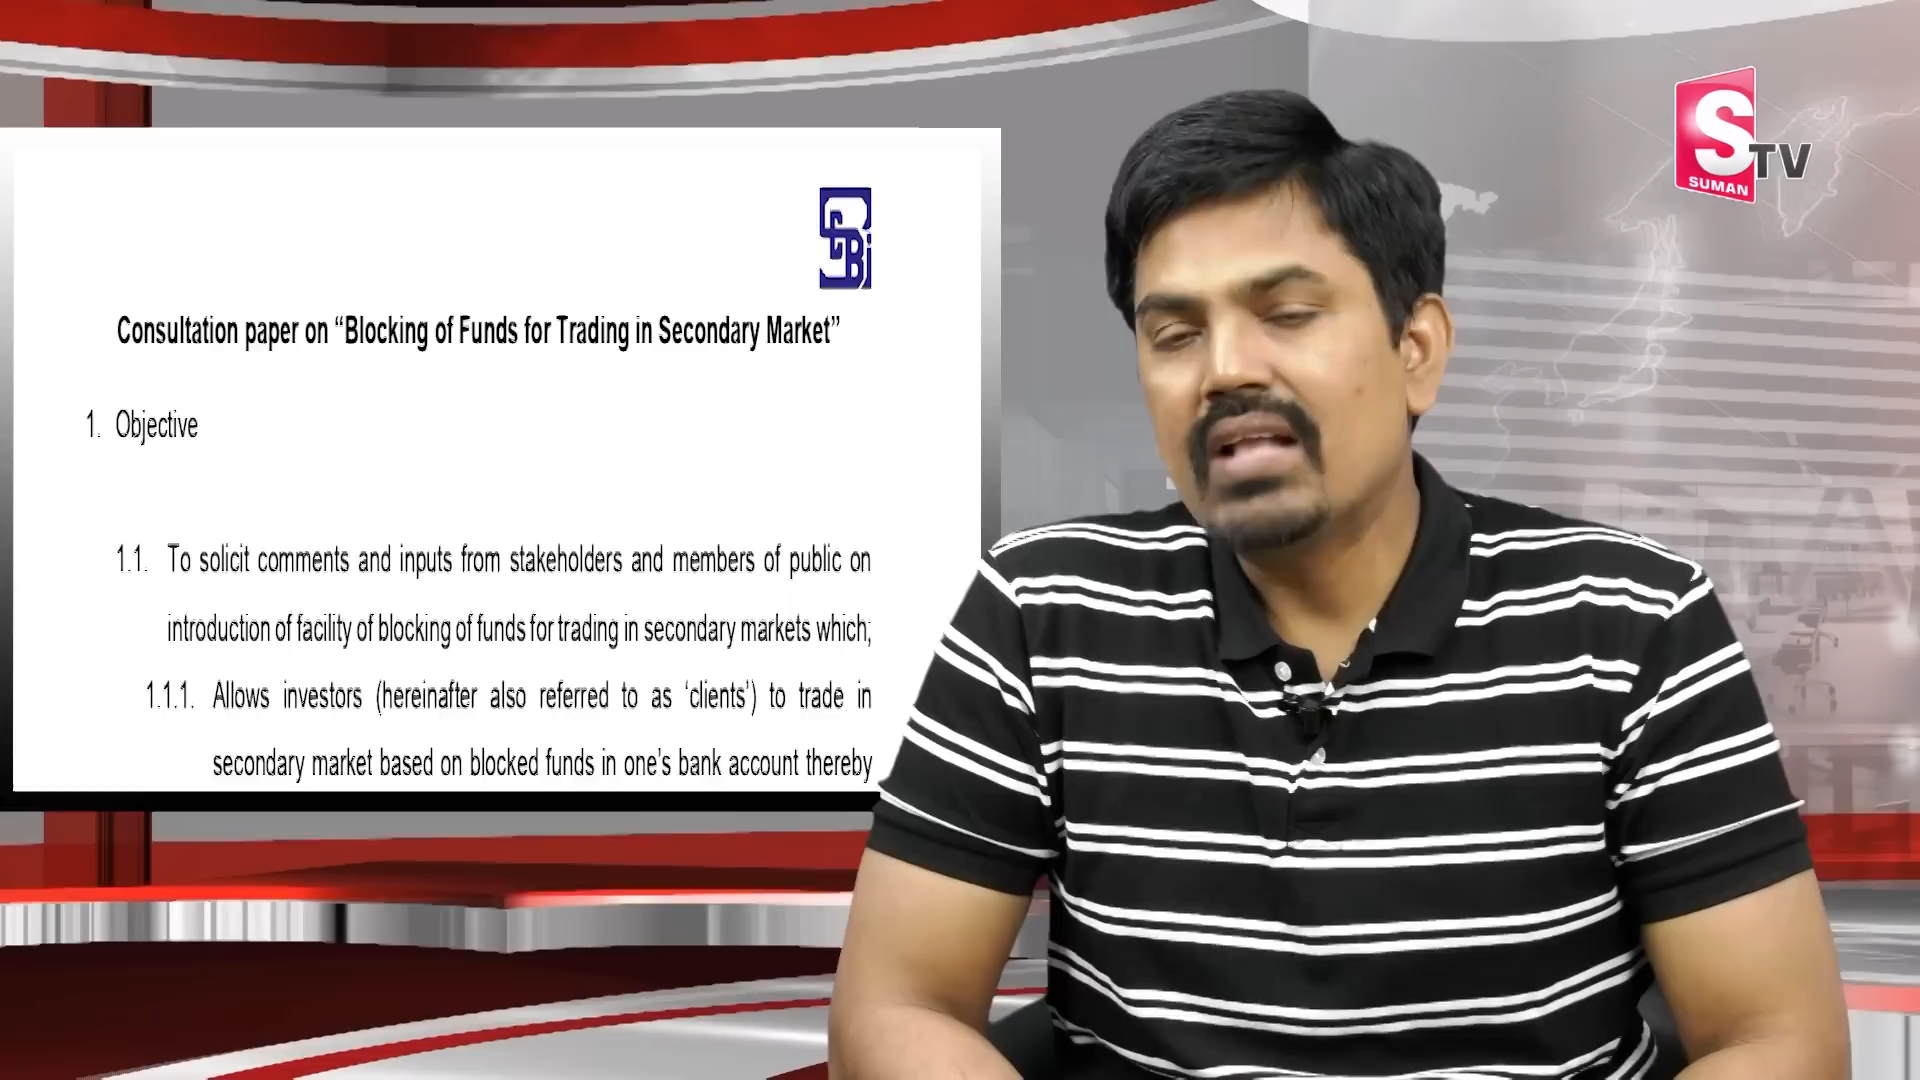 S
SUMAN
TV
SEBI
Consultation paper on “Blocking of Funds for Trading in Secondary Market”
1. Objective
1.1. To solicit comments and inputs from stakeholders and members of public on
introduction of facility of blocking of funds for trading in secondary markets which;
1.1.1. Allows investors (hereinafter also referred to as ‘clients’) to trade in
secondary market based on blocked funds in one’s bank account thereby